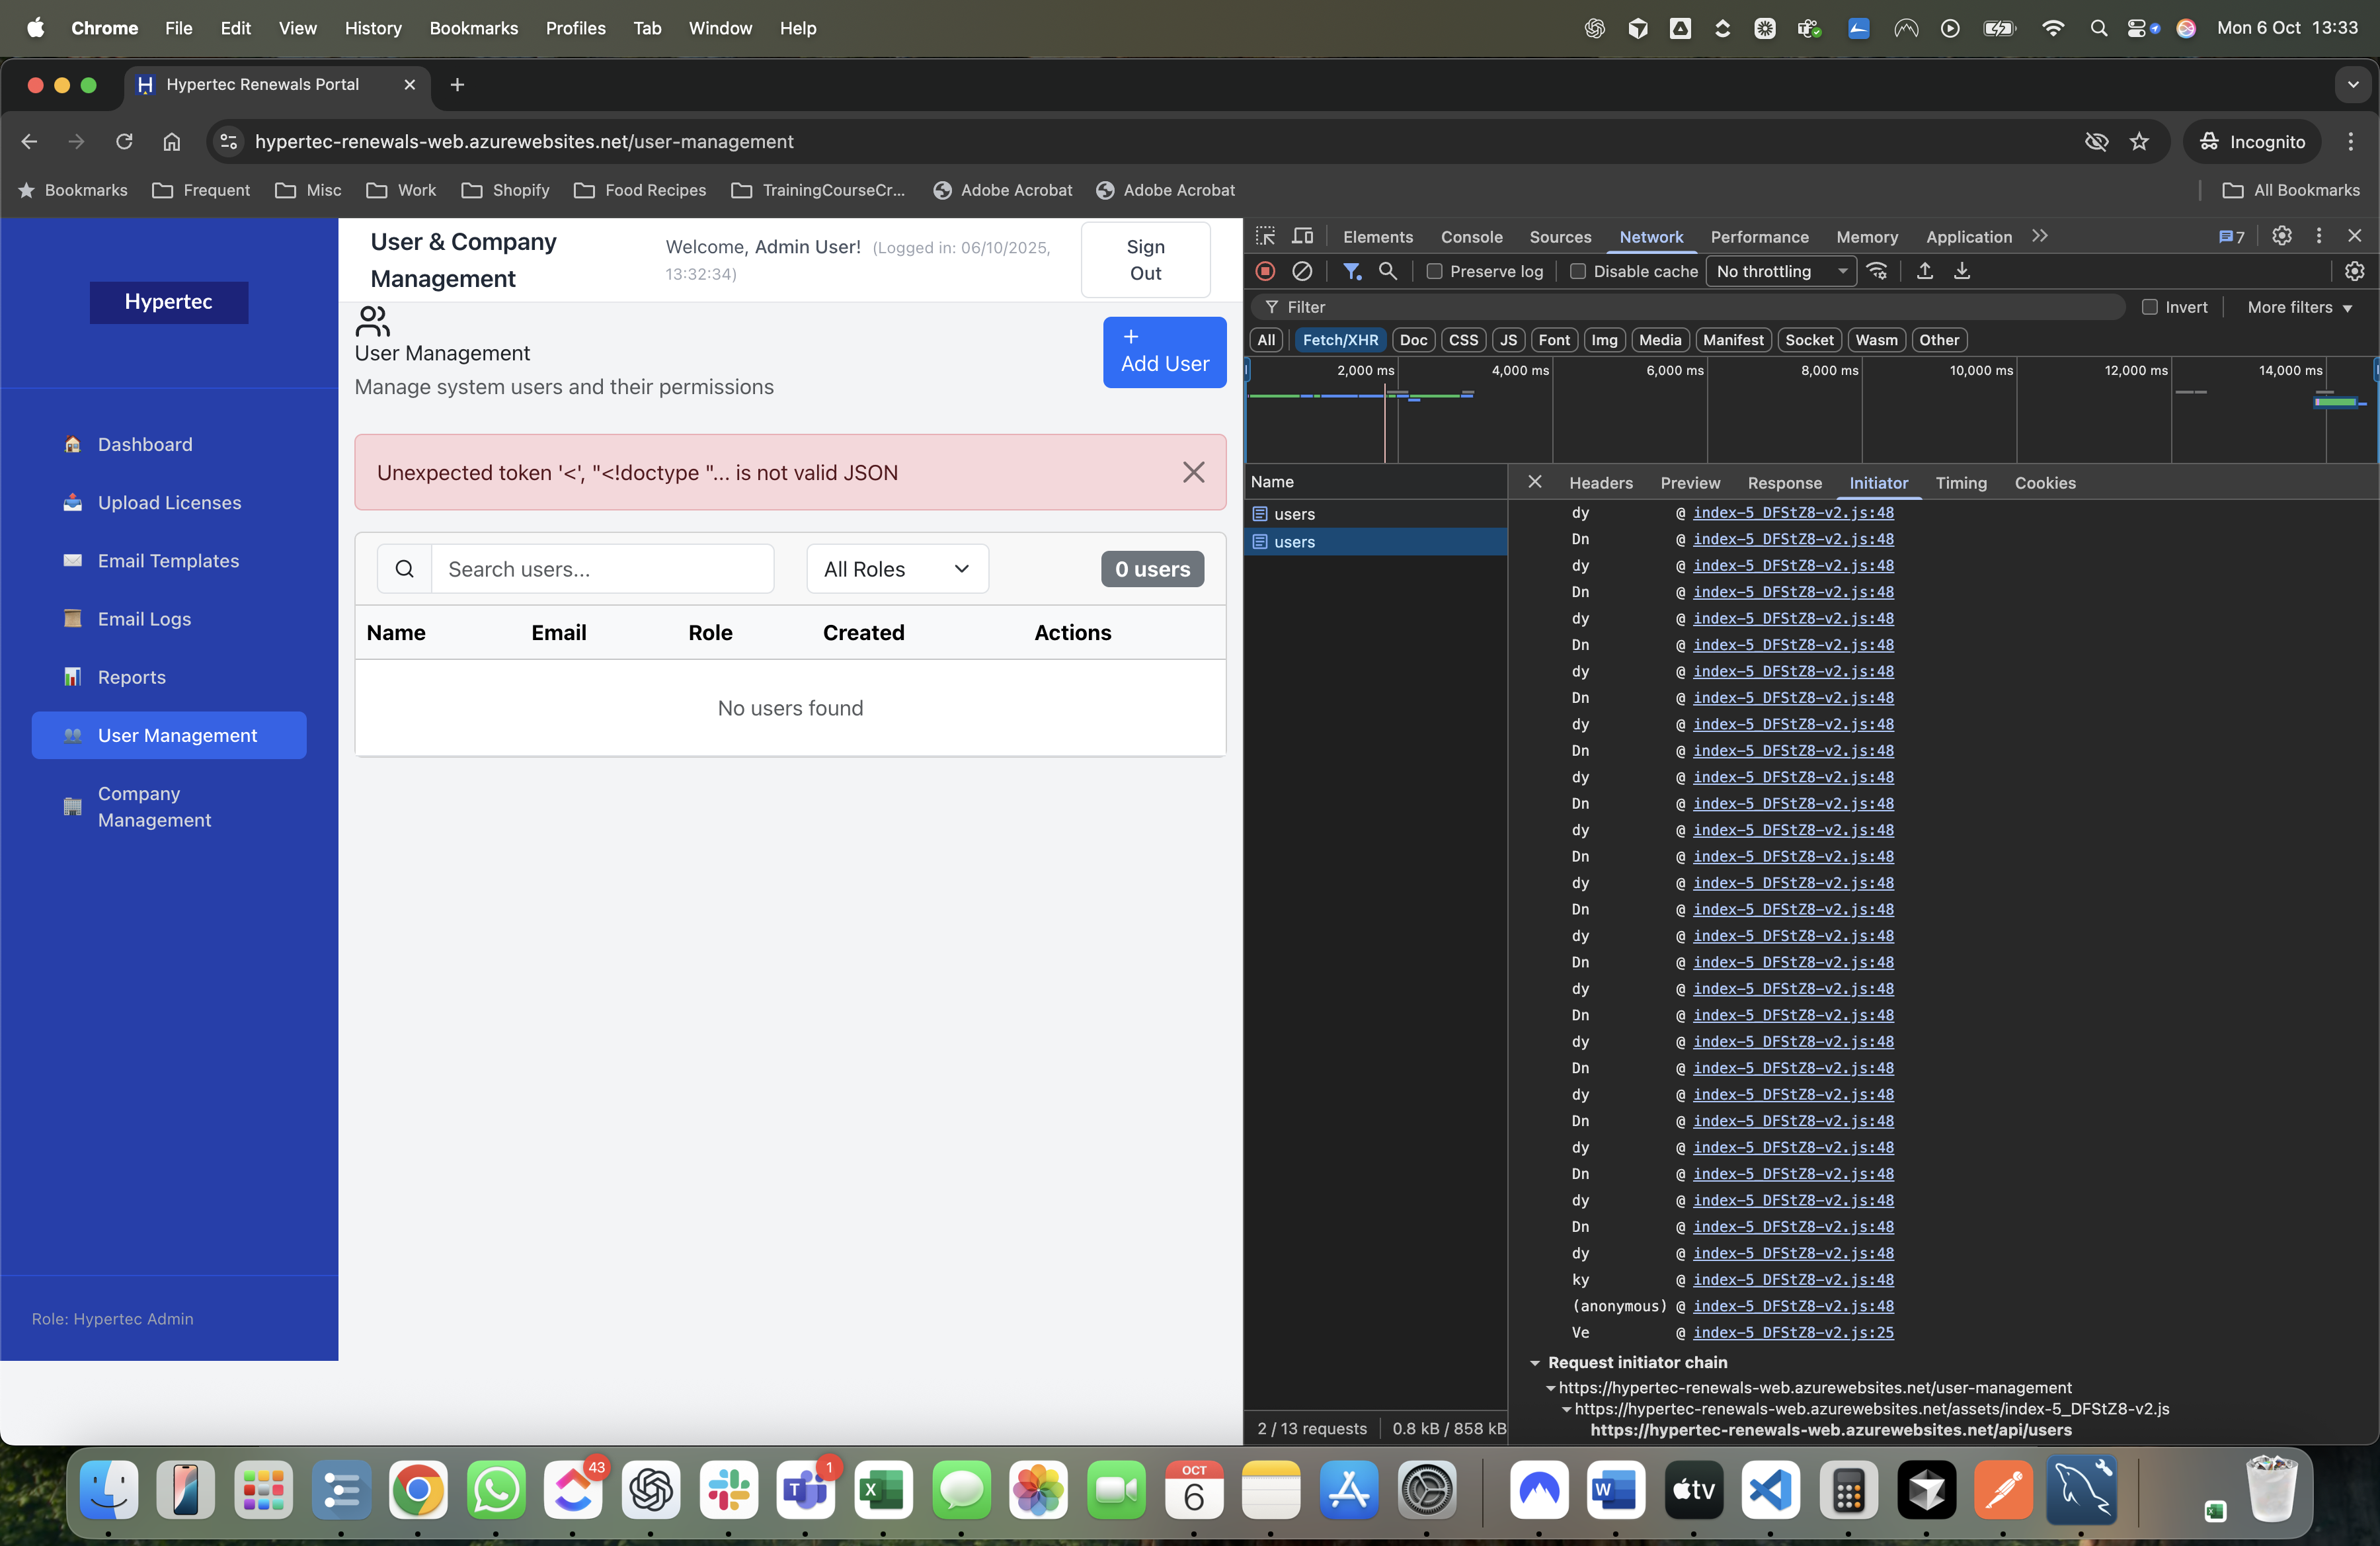 Chrome File Edit View History Bookmarks Profiles Tab Window Help Mon 6 Oct 13:33
Hypertec Renewals Portal
hypertec-renewals-web.azurewebsites.net/user-management Incognito
Bookmarks Frequent Misc Work Shopify Food Recipes TrainingCourseCr... Adobe Acrobat Adobe Acrobat All Bookmarks
Hypertec
Dashboard
Upload Licenses
Email Templates
Email Logs
Reports
User Management
Company
Management
Role: Hypertec Admin
User & Company
Management
Welcome, Admin User! (Logged in: 06/10/2025,
13:32:34)
Sign
Out
User Management
Manage system users and their permissions
+
Add User
Unexpected token '<', "<!doctype "... is not valid JSON
Search users...
All Roles
0 users
Name Email Role Created Actions
No users found
Elements Console Sources Network Performance Memory Application 7
Preserve log Disable cache No throttling
Filter Invert More filters
All Fetch/XHR Doc CSS JS Font Img Media Manifest Socket Wasm Other
2,000 ms 4,000 ms 6,000 ms 8,000 ms 10,000 ms 12,000 ms 14,000 ms
Name
users
users
Headers Preview Response Initiator Timing Cookies
dy @ index-5_DFStZ8-v2.js:48
Dn @ index-5_DFStZ8-v2.js:48
dy @ index-5_DFStZ8-v2.js:48
Dn @ index-5_DFStZ8-v2.js:48
dy @ index-5_DFStZ8-v2.js:48
Dn @ index-5_DFStZ8-v2.js:48
dy @ index-5_DFStZ8-v2.js:48
Dn @ index-5_DFStZ8-v2.js:48
dy @ index-5_DFStZ8-v2.js:48
Dn @ index-5_DFStZ8-v2.js:48
dy @ index-5_DFStZ8-v2.js:48
Dn @ index-5_DFStZ8-v2.js:48
dy @ index-5_DFStZ8-v2.js:48
Dn @ index-5_DFStZ8-v2.js:48
dy @ index-5_DFStZ8-v2.js:48
Dn @ index-5_DFStZ8-v2.js:48
dy @ index-5_DFStZ8-v2.js:48
Dn @ index-5_DFStZ8-v2.js:48
dy @ index-5_DFStZ8-v2.js:48
Dn @ index-5_DFStZ8-v2.js:48
dy @ index-5_DFStZ8-v2.js:48
Dn @ index-5_DFStZ8-v2.js:48
dy @ index-5_DFStZ8-v2.js:48
Dn @ index-5_DFStZ8-v2.js:48
dy @ index-5_DFStZ8-v2.js:48
Dn @ index-5_DFStZ8-v2.js:48
dy @ index-5_DFStZ8-v2.js:48
Dn @ index-5_DFStZ8-v2.js:48
dy @ index-5_DFStZ8-v2.js:48
ky @ index-5_DFStZ8-v2.js:48
(anonymous) @ index-5_DFStZ8-v2.js:48
Ve @ index-5_DFStZ8-v2.js:25
Request initiator chain
https://hypertec-renewals-web.azurewebsites.net/user-management
https://hypertec-renewals-web.azurewebsites.net/assets/index-5_DFStZ8-v2.js
https://hypertec-renewals-web.azurewebsites.net/api/users
2 / 13 requests 0.8 kB / 858 kB
43
1
OCT
6
tv